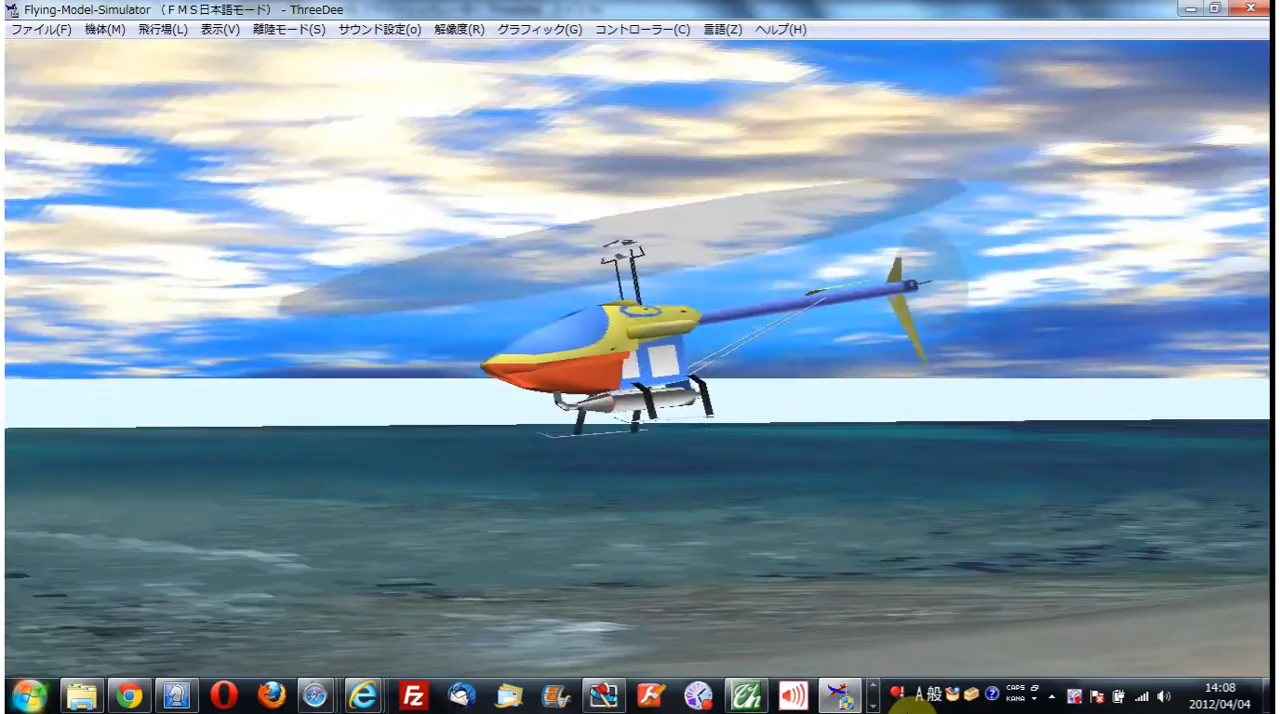 Flying-Model-Simulator （ＦＭＳ日本語モード） - ThreeDee
ファイル(F) 機体(M) 飛行場(L) 表示(V) 離陸モード(S) サウンド設定(o) 解像度(R) グラフィック(G) コントローラー(C) 言語(Z) ヘルプ(H)
Fz Ch A 般 CAPS
KANA
14:08
2012/04/04